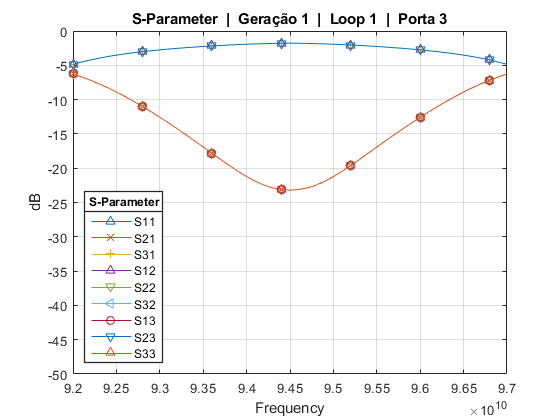 S-Parameter | Geração 1 | Loop 1 | Porta 3
0
-5
-10
-15
-20
-25
-30
-35
-40
-45
-50
dB
S-Parameter
S11
S21
S31
S12
S22
S32
S13
S23
S33
9.2 9.25 9.3 9.35 9.4 9.45 9.5 9.55 9.6 9.65 9.7
Frequency
×10^10